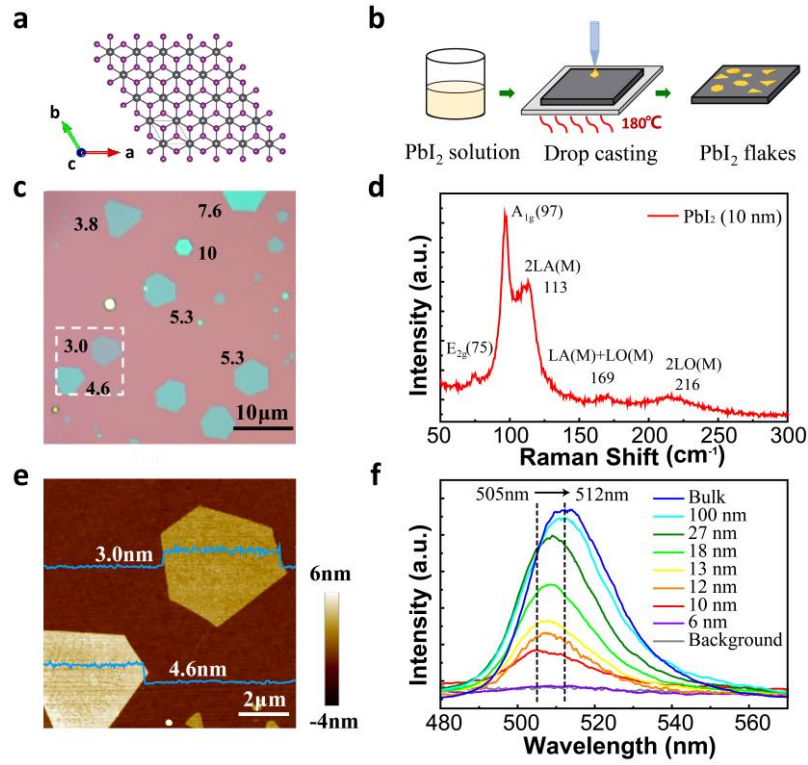 a
b
c
a
b
180℃
PbI₂ solution
Drop casting
PbI₂ flakes
c
3.8
7.6
10
5.3
3.0
5.3
4.6
10μm
d
Intensity (a.u.)
A₁g(97)
PbI₂ (10 nm)
2LA(M)
113
E₂g(75)
LA(M)+LO(M)
169
2LO(M)
216
50 100 150 200 250 300
Raman Shift (cm⁻¹)
e
3.0nm
4.6nm
2μm
6nm
-4nm
f
Intensity (a.u.)
505nm
512nm
Bulk
100 nm
27 nm
18 nm
13 nm
12 nm
10 nm
6 nm
Background
480 500 520 540 560
Wavelength (nm)